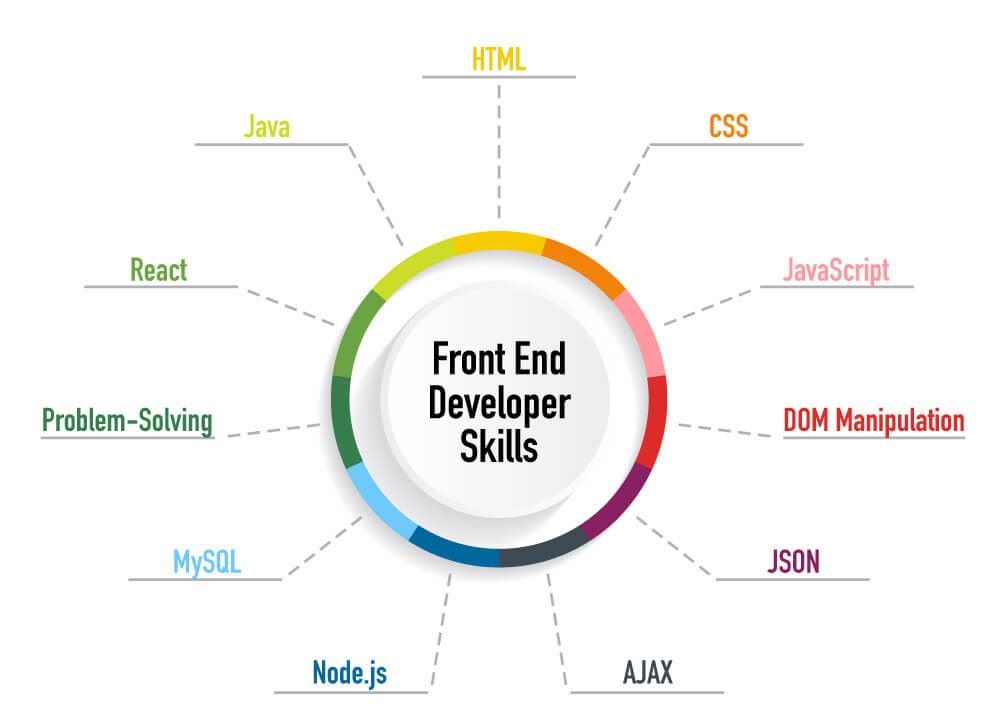 HTML
Java
CSS
React
JavaScript
Front End
Developer
Skills
Problem-Solving
DOM Manipulation
MySQL
JSON
Node.js
AJAX